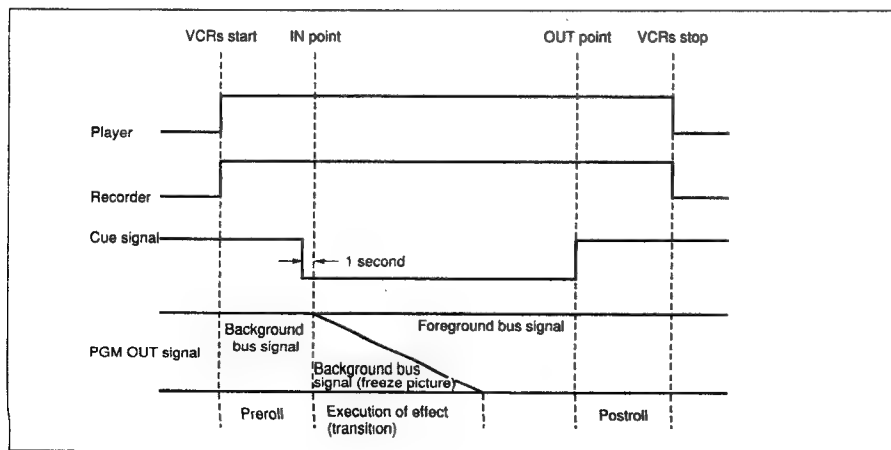 VCRs start IN point OUT point VCRs stop
Player
Recorder
Cue signal
1 second
Foreground bus signal
Background
bus signal
PGM OUT signal
Background bus
signal (freeze picture)
Preroll Execution of effect Postroll
(transition)